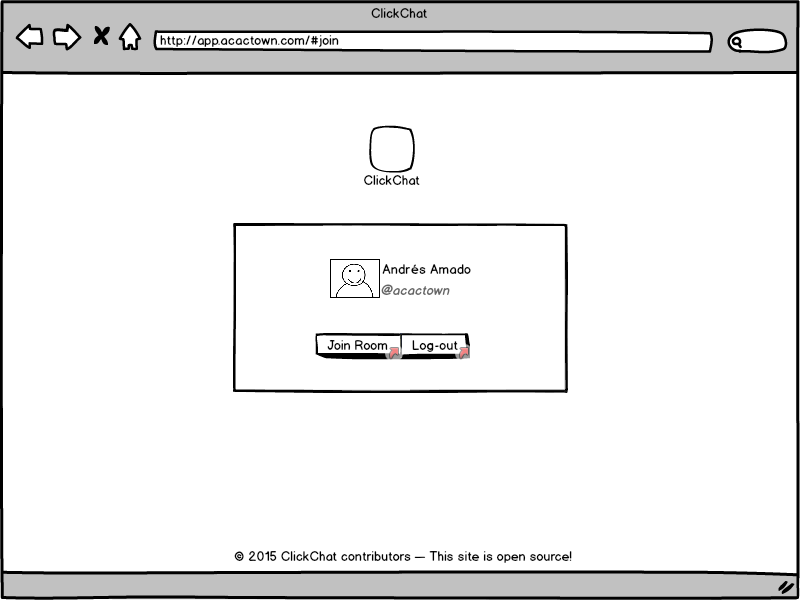 ClickChat
http://app.acactown.com/#join
ClickChat
Andrés Amado
@acactown
Join Room
Log-out
© 2015 ClickChat contributors — This site is open source!